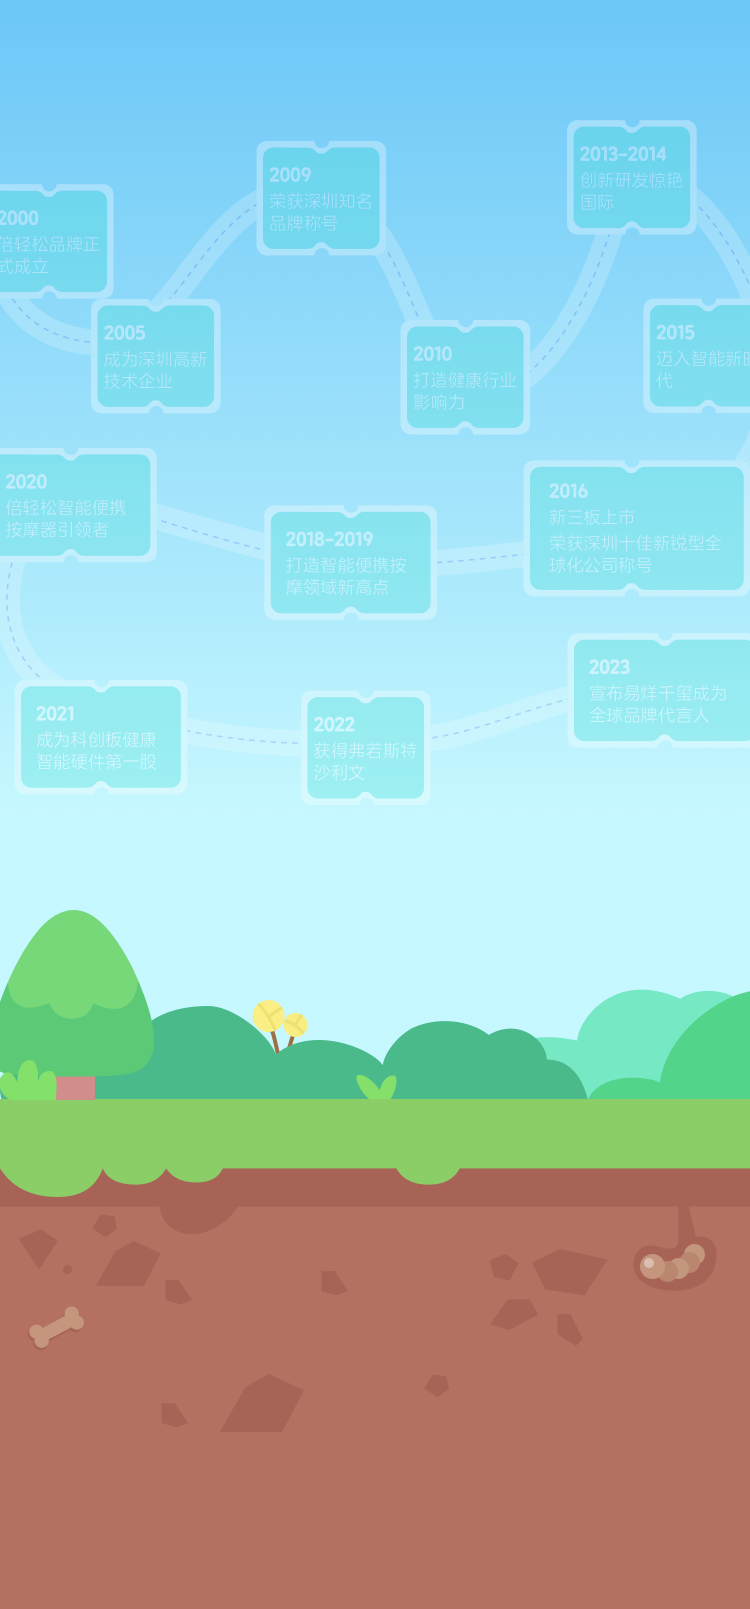 2000
倍轻松品牌正
式成立
2005
成为深圳高新
技术企业
2009
荣获深圳知名
品牌称号
2010
打造健康行业
影响力
2013-2014
创新研发惊艳
国际
2015
迈入智能新时
代
2016
新三板上市
荣获深圳十佳新锐型全
球化公司称号
2018-2019
打造智能便携按
摩领域新高点
2020
倍轻松智能便携
按摩器引领者
2021
成为科创板健康
智能硬件第一股
2022
获得弗若斯特
沙利文
2023
宣布易烊千玺成为
全球品牌代言人